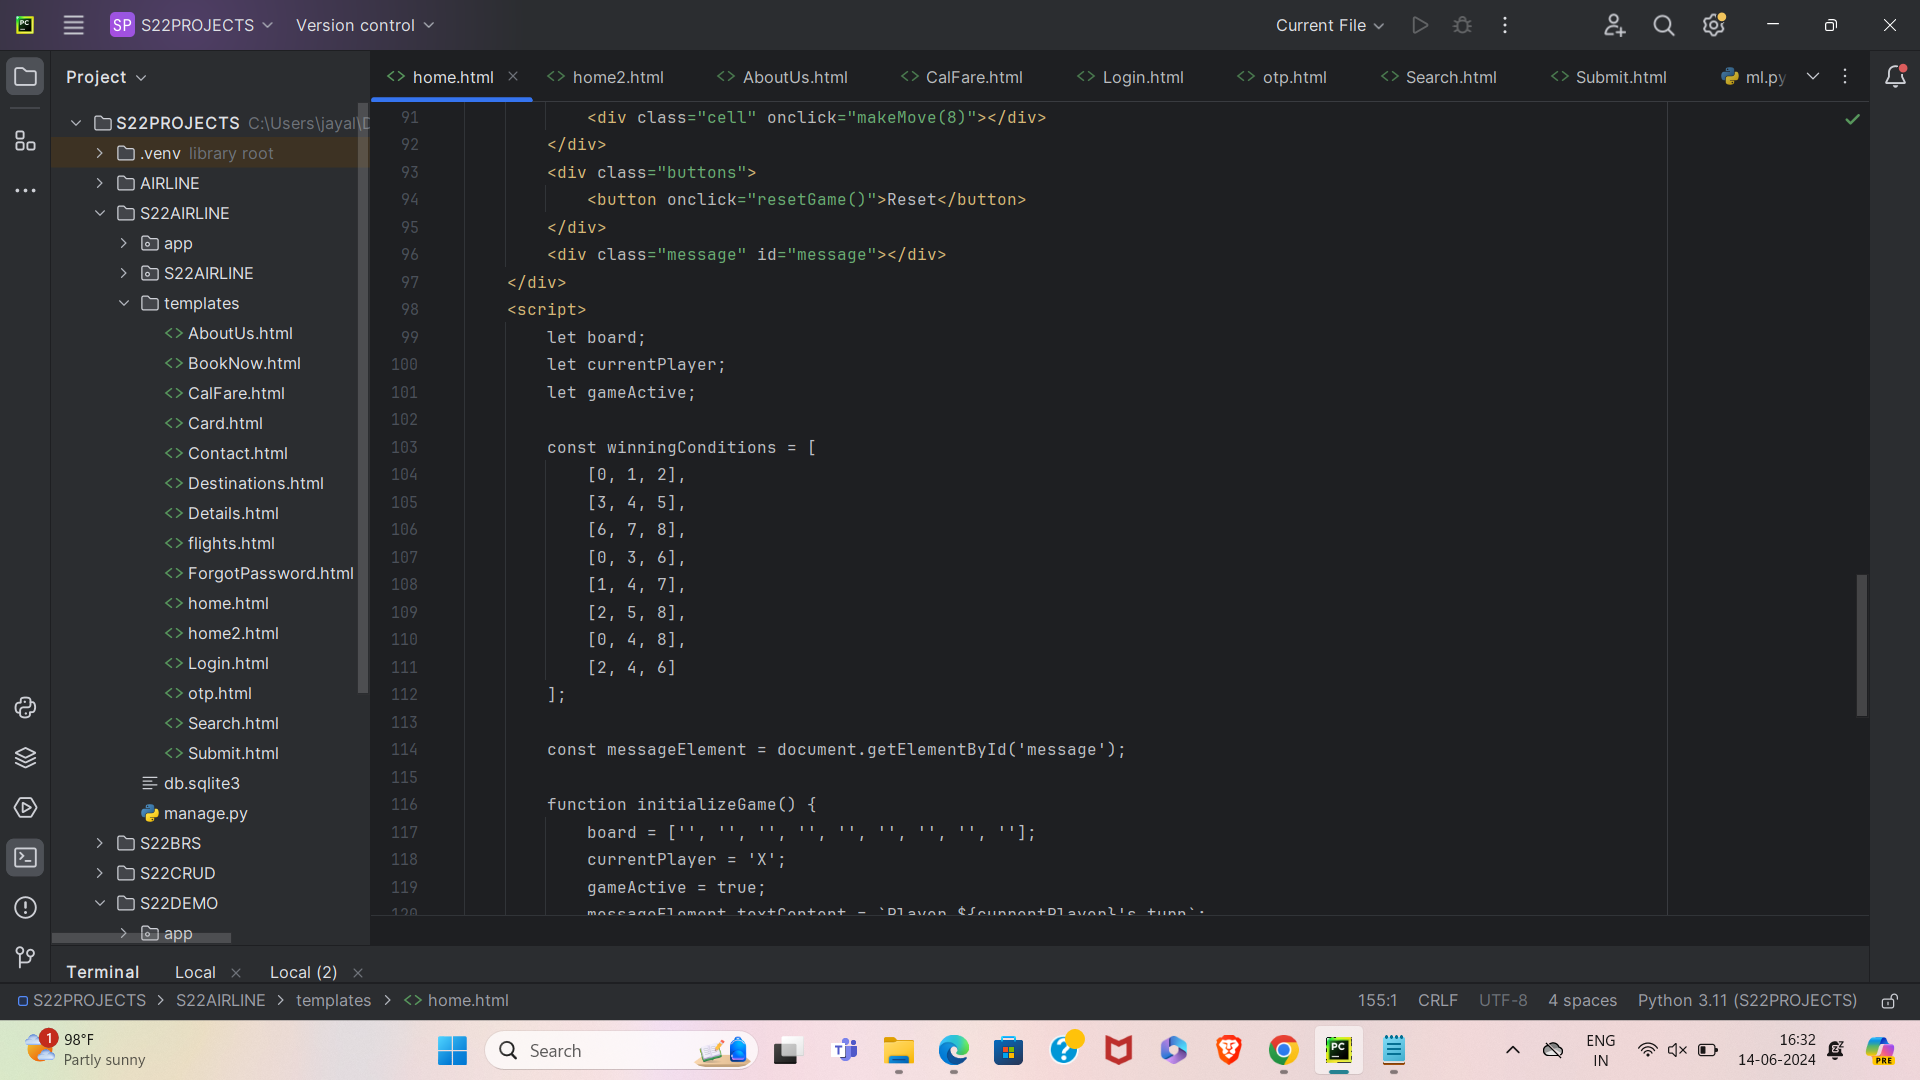 SP S22PROJECTS Version control Current File
Project
home.html home2.html AboutUs.html CalFare.html Login.html otp.html Search.html Submit.html ml.py
S22PROJECTS C:\Users\jayal\D
.venv library root
AIRLINE
S22AIRLINE
app
S22AIRLINE
templates
AboutUs.html
BookNow.html
CalFare.html
Card.html
Contact.html
Destinations.html
Details.html
flights.html
ForgotPassword.html
home.html
home2.html
Login.html
otp.html
Search.html
Submit.html
db.sqlite3
manage.py
S22BRS
S22CRUD
S22DEMO
app
91 <div class="cell" onclick="makeMove(8)"></div>
92 </div>
93 <div class="buttons">
94 <button onclick="resetGame()">Reset</button>
95 </div>
96 <div class="message" id="message"></div>
97 </div>
98 <script>
99 let board;
100 let currentPlayer;
101 let gameActive;
102
103 const winningConditions = [
104 [0, 1, 2],
105 [3, 4, 5],
106 [6, 7, 8],
107 [0, 3, 6],
108 [1, 4, 7],
109 [2, 5, 8],
110 [0, 4, 8],
111 [2, 4, 6]
112 ];
113
114 const messageElement = document.getElementById('message');
115
116 function initializeGame() {
117 board = ['', '', '', '', '', '', '', '', ''];
118 currentPlayer = 'X';
119 gameActive = true;
120 messageElement.textContent = `Player ${currentPlayer}'s turn`;
Terminal Local Local (2)
S22PROJECTS > S22AIRLINE > templates > home.html 155:1 CRLF UTF-8 4 spaces Python 3.11 (S22PROJECTS)
1 98°F
Partly sunny
Search
ENG
IN
16:32
14-06-2024
PRE